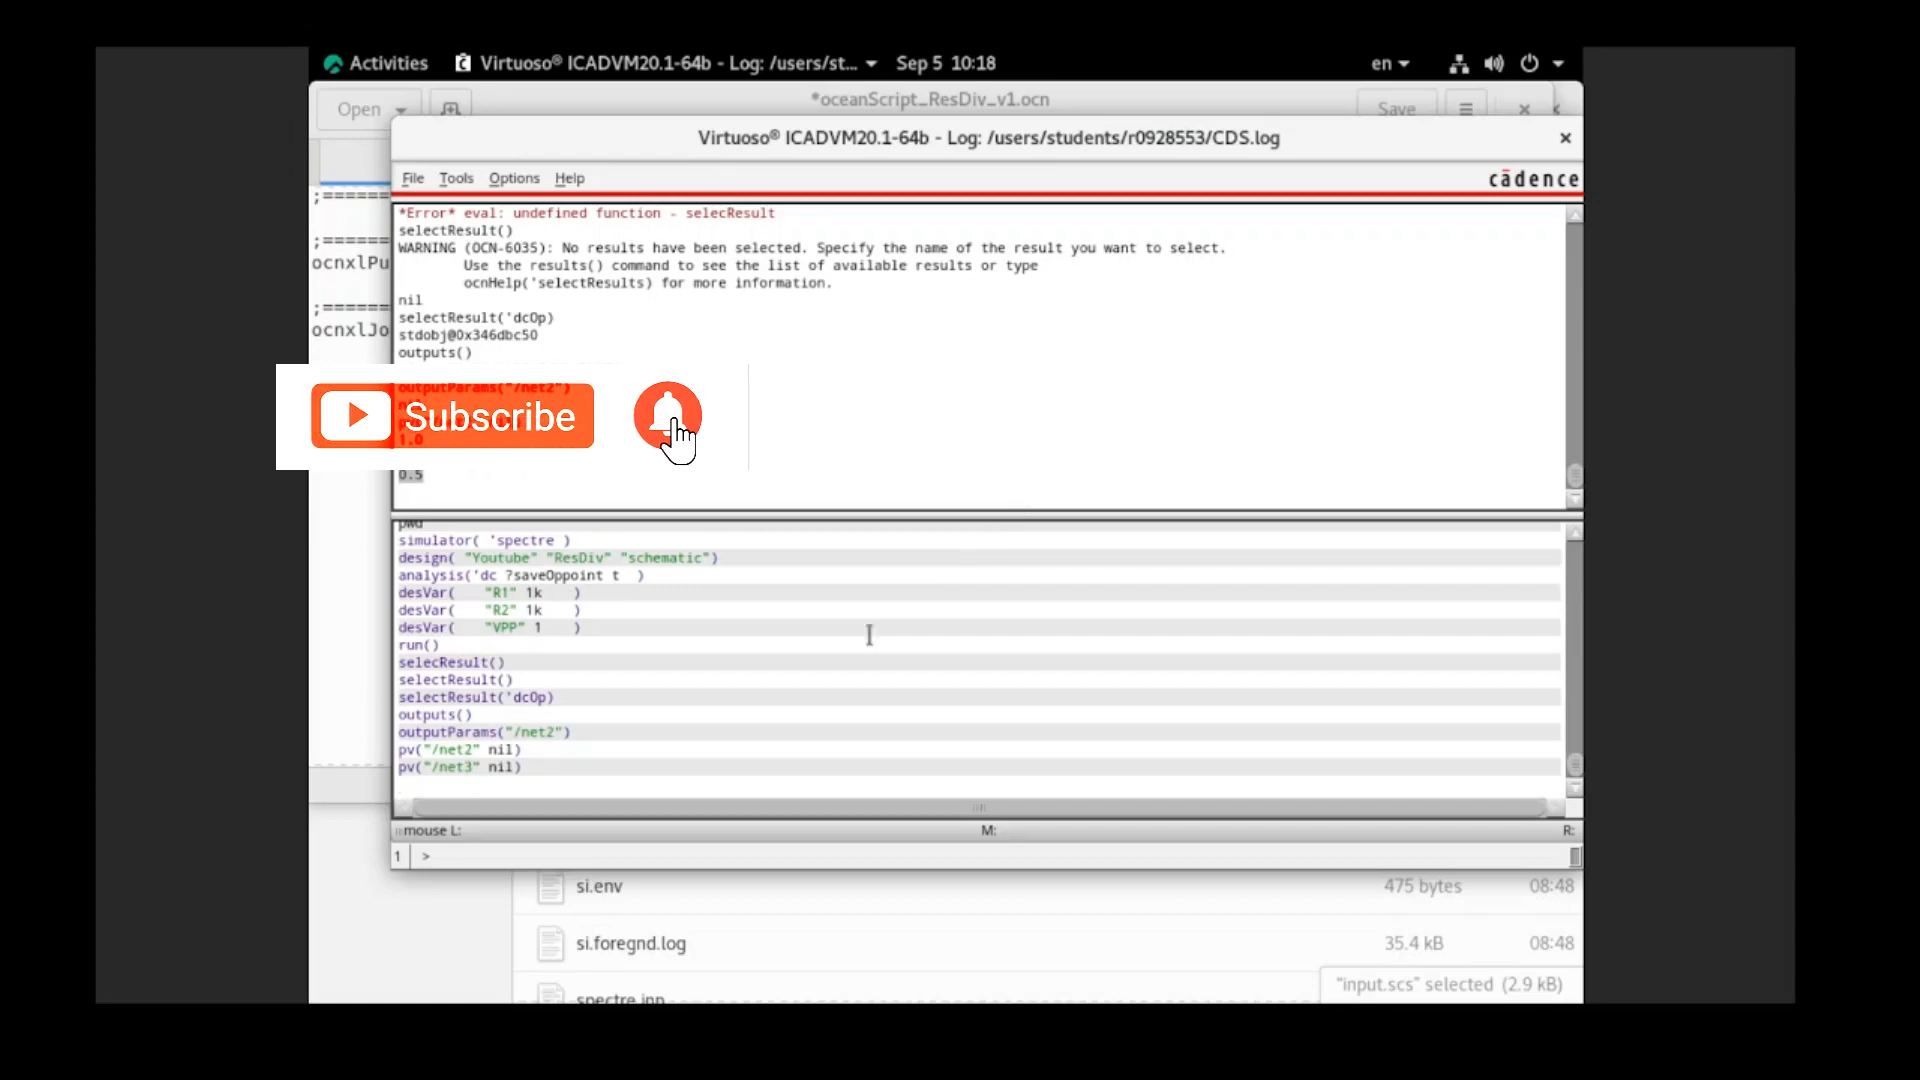 Activities Virtuoso® ICADVM20.1-64b - Log: /users/st... Sep 5 10:18 en
Open *oceanScript_ResDiv_v1.ocn Save
Virtuoso® ICADVM20.1-64b - Log: /users/students/r0928553/CDS.log
File Tools Options Help cādence
;=======
;=======
ocnxlPu
;=======
ocnxlJo
*Error* eval: undefined function - selecResult
selectResult()
WARNING (OCN-6035): No results have been selected. Specify the name of the result you want to select.
Use the results() command to see the list of available results or type
ocnHelp('selectResults) for more information.
nil
selectResult('dcOp)
stdobj@0x346dbc50
outputs()
outputParams("/net2")
Subscribe
1.0
0.5
pwd
simulator( 'spectre )
design( "Youtube" "ResDiv" "schematic")
analysis('dc ?saveOppoint t )
desVar( "R1" 1k )
desVar( "R2" 1k )
desVar( "VPP" 1 )
run()
selecResult()
selectResult()
selectResult('dcOp)
outputs()
outputParams("/net2")
pv("/net2" nil)
pv("/net3" nil)
mouse L: M: R:
1 >
si.env 475 bytes 08:48
si.foregnd.log 35.4 kB 08:48
spectre.inp
"input.scs" selected (2.9 kB)